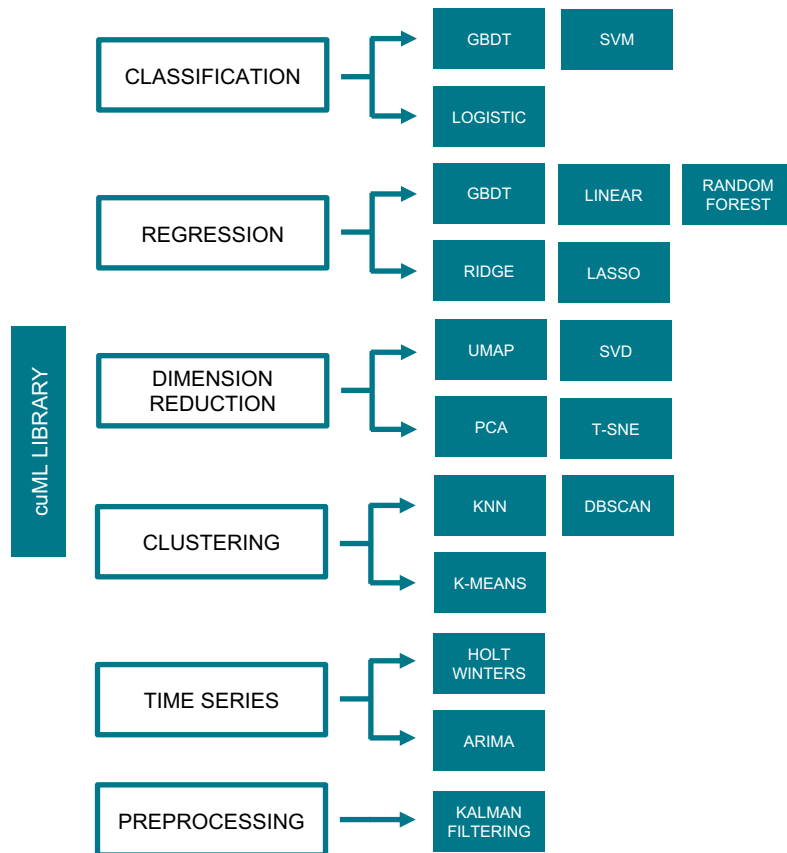 cuML LIBRARY
CLASSIFICATION
GBDT
SVM
LOGISTIC
REGRESSION
GBDT
LINEAR
RANDOM
FOREST
RIDGE
LASSO
DIMENSION
REDUCTION
UMAP
SVD
PCA
T-SNE
CLUSTERING
KNN
DBSCAN
K-MEANS
TIME SERIES
HOLT
WINTERS
ARIMA
PREPROCESSING
KALMAN
FILTERING